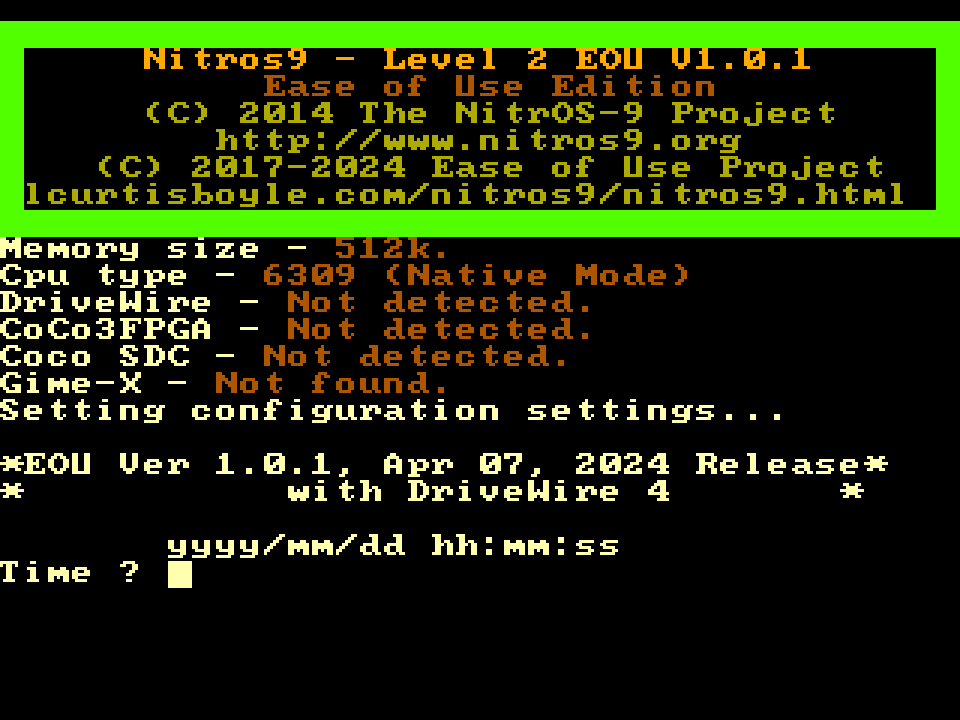 Nitros9 - Level 2 EOU V1.0.1
Ease of Use Edition
(C) 2014 The NitrOS-9 Project
http://www.nitros9.org
(C) 2017-2024 Ease of Use Project
lcurtisboyle.com/nitros9/nitros9.html
Memory size - 512k.
Cpu type - 6309 (Native Mode)
DriveWire - Not detected.
CoCo3FPGA - Not detected.
Coco SDC - Not detected.
Gime-X - Not found.
Setting configuration settings...
*EOU Ver 1.0.1, Apr 07, 2024 Release*
* with DriveWire 4 *
yyyy/mm/dd hh:mm:ss
Time ?